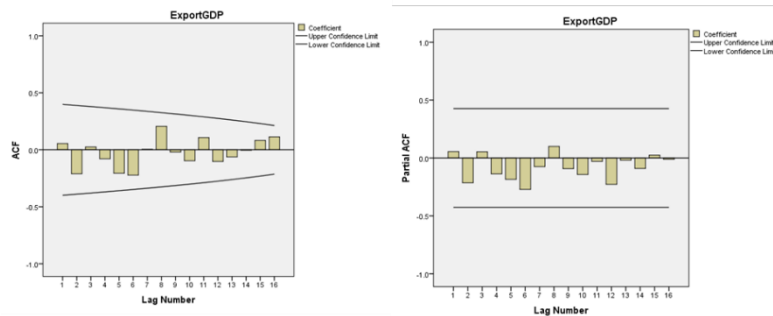 ExportGDP
Coefficient
Upper Confidence Limit
Lower Confidence Limit
1.0
0.5
0.0
-0.5
-1.0
ACF
1 2 3 4 5 6 7 8 9 10 11 12 13 14 15 16
Lag Number
ExportGDP
Coefficient
Upper Confidence Limit
Lower Confidence Limit
1.0
0.5
0.0
-0.5
-1.0
Partial ACF
1 2 3 4 5 6 7 8 9 10 11 12 13 14 15 16
Lag Number